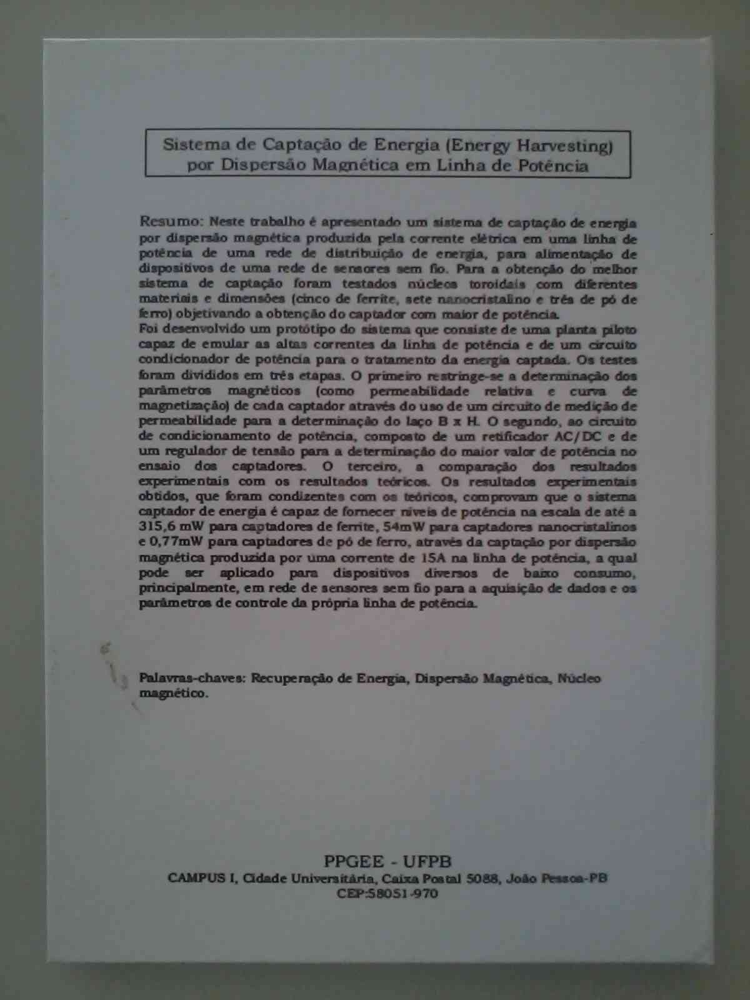 Sistema de Captação de Energia (Energy Harvesting)
por Dispersão Magnética em Linha de Potência
Resumo: Neste trabalho é apresentado um sistema de captação de energia
por dispersão magnética produzida pela corrente elétrica em uma linha de
potência de uma rede de distribuição de energia, para alimentação de
dispositivos de uma rede de sensores sem fio. Para a obtenção do melhor
sistema de captação foram testados núcleos toroidais com diferentes
materiais e dimensões (cinco de ferrite, sete nanocristalino e três de pó de
ferro) objetivando a obtenção do captador com maior de potência.
Foi desenvolvido um protótipo do sistema que consiste de uma planta piloto
capaz de emular as altas correntes da linha de potência e de um circuito
condicionador de potência para o tratamento da energia captada. Os testes
foram divididos em três etapas. O primeiro restringe-se a determinação dos
parâmetros magnéticos (como permeabilidade relativa e curva de
magnetização) de cada captador através do uso de um circuito de medição de
permeabilidade para a determinação do laço B x H. O segundo, ao circuito
de condicionamento de potência, composto de um retificador AC/DC e de
um regulador de tensão para a determinação do maior valor de potência no
ensaio dos captadores. O terceiro, a comparação dos resultados
experimentais com os resultados teóricos. Os resultados experimentais
obtidos, que foram condizentes com os teóricos, comprovam que o sistema
captador de energia é capaz de fornecer níveis de potência na escala de até a
315,6 mW para captadores de ferrite, 54mW para captadores nanocristalinos
e 0,77mW para captadores de pó de ferro, através da captação por dispersão
magnética produzida por uma corrente de 15A na linha de potência, a qual
pode ser aplicado para dispositivos diversos de baixo consumo,
principalmente, em rede de sensores sem fio para a aquisição de dados e os
parâmetros de controle da própria linha de potência.
Palavras-chaves: Recuperação de Energia, Dispersão Magnética, Núcleo
magnético.
PPGEE - UFPB
CAMPUS I, Cidade Universitária, Caixa Postal 5088, João Pessoa-PB
CEP:58051-970